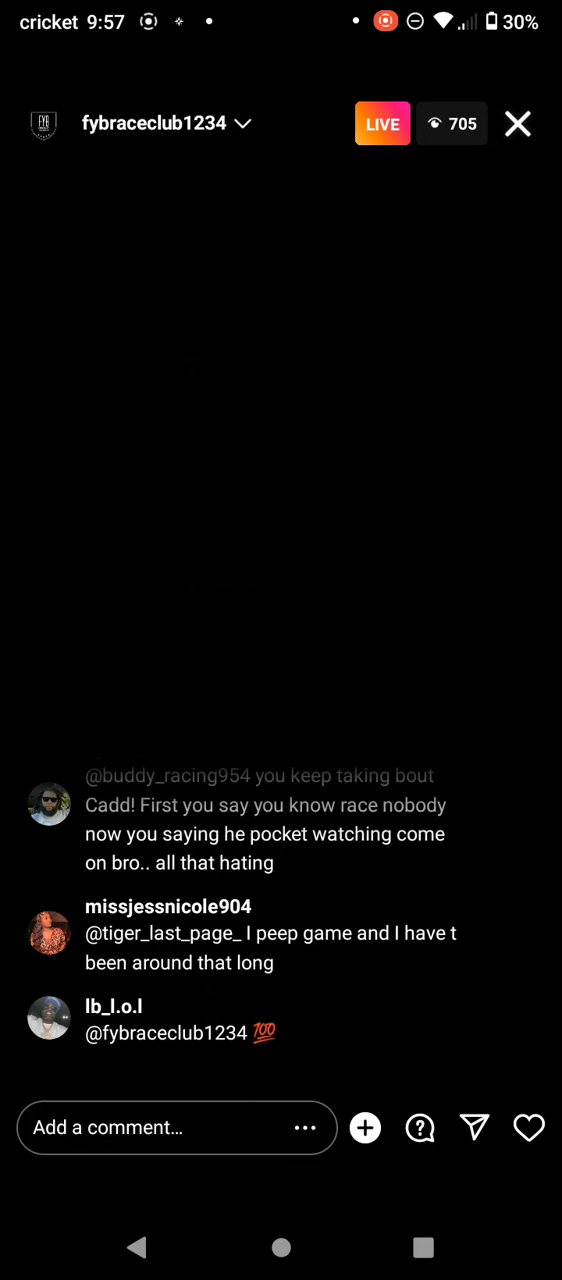 cricket 9:57 30%
FYB
fybraceclub1234 LIVE 705
@buddy_racing954 you keep taking bout
Cadd! First you say you know race nobody
now you saying he pocket watching come
on bro.. all that hating
missjessnicole904
@tiger_last_page_ I peep game and I have t
been around that long
lb_l.o.l
@fybraceclub1234 💯
Add a comment...